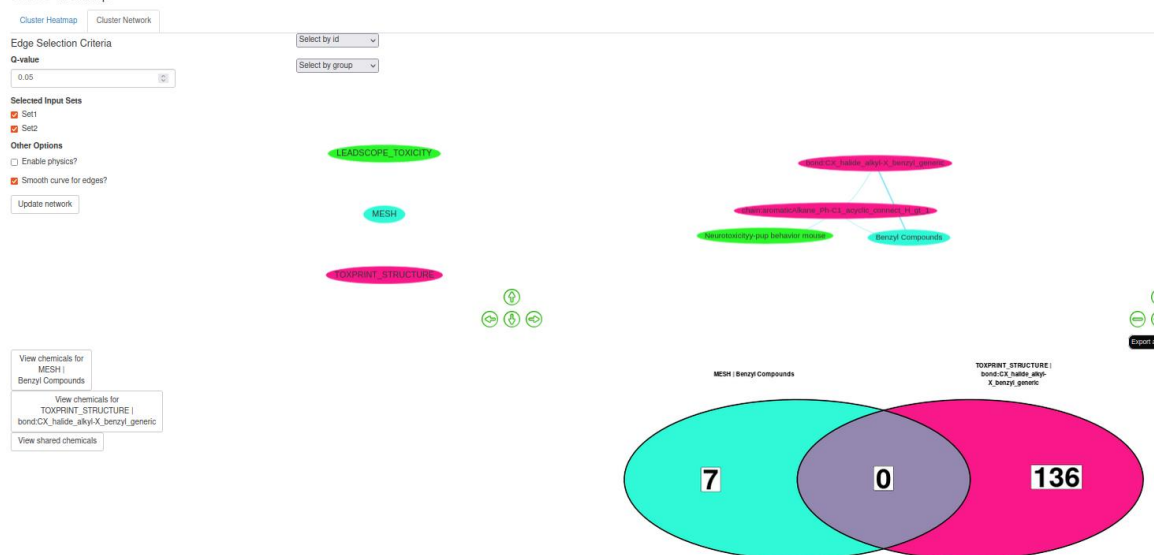 Cluster Heatmap
Cluster Network
Edge Selection Criteria
Q-value
0.05
Selected Input Sets
Set1
Set2
Other Options
Enable physics?
Smooth curve for edges?
Update network
Select by id
Select by group
LEADSCOPE_TOXICITY
MESH
TOXPRINT_STRUCTURE
bond:CX_halide_alkyl-X_benzyl_generic
chain:aromaticAlkane_Ph-C1_acyclic_connect_H_gt_1
Neurotoxicityy-pup behavior mouse
Benzyl Compounds
Export a
View chemicals for
MESH |
Benzyl Compounds
View chemicals for
TOXPRINT_STRUCTURE |
bond:CX_halide_alkyl-X_benzyl_generic
View shared chemicals
MESH | Benzyl Compounds
TOXPRINT_STRUCTURE |
bond:CX_halide_alkyl-
X_benzyl_generic
7
0
136